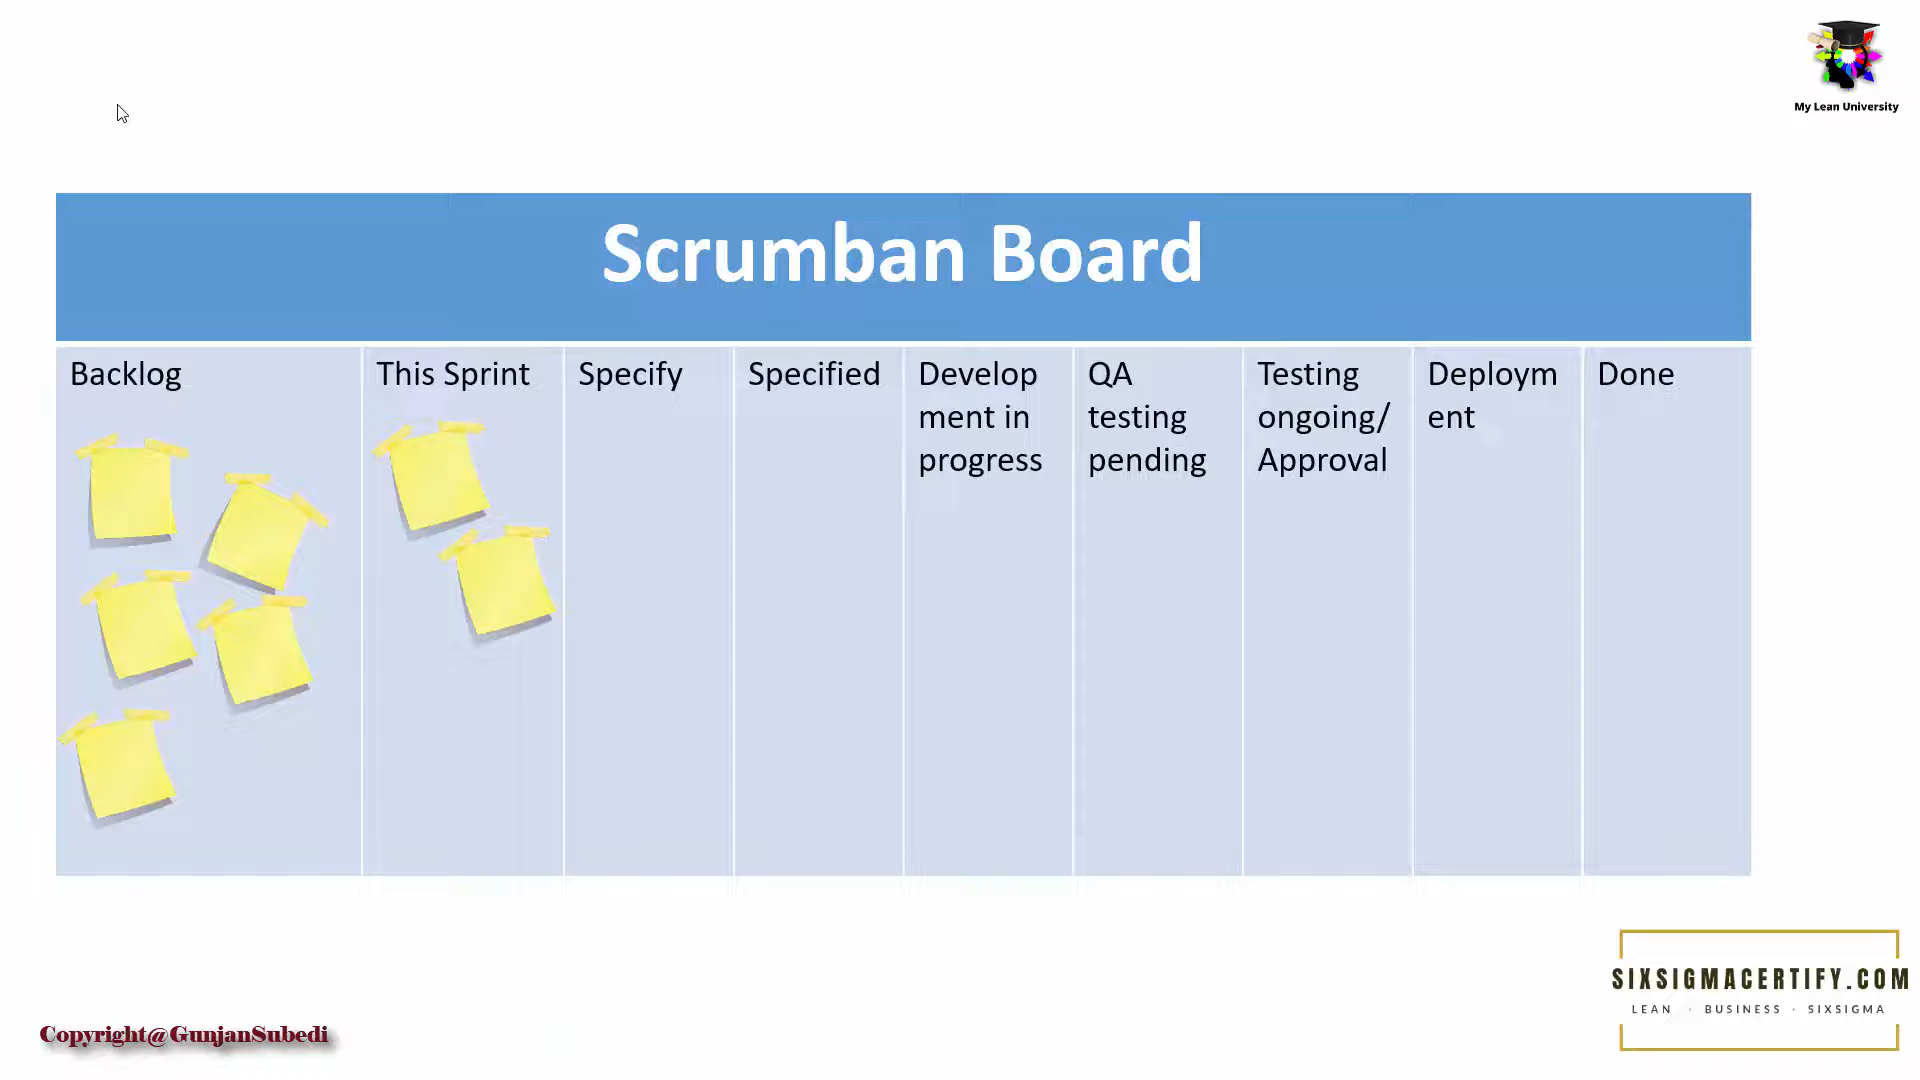 My Lean University
Scrumban Board
Backlog
This Sprint
Specify
Specified
Develop
ment in
progress
QA
testing
pending
Testing
ongoing/
Approval
Deploym
ent
Done
SIXSIGMACERTIFY.COM
LEAN · BUSINESS · SIXSIGMA
Copyright@GunjanSubedi